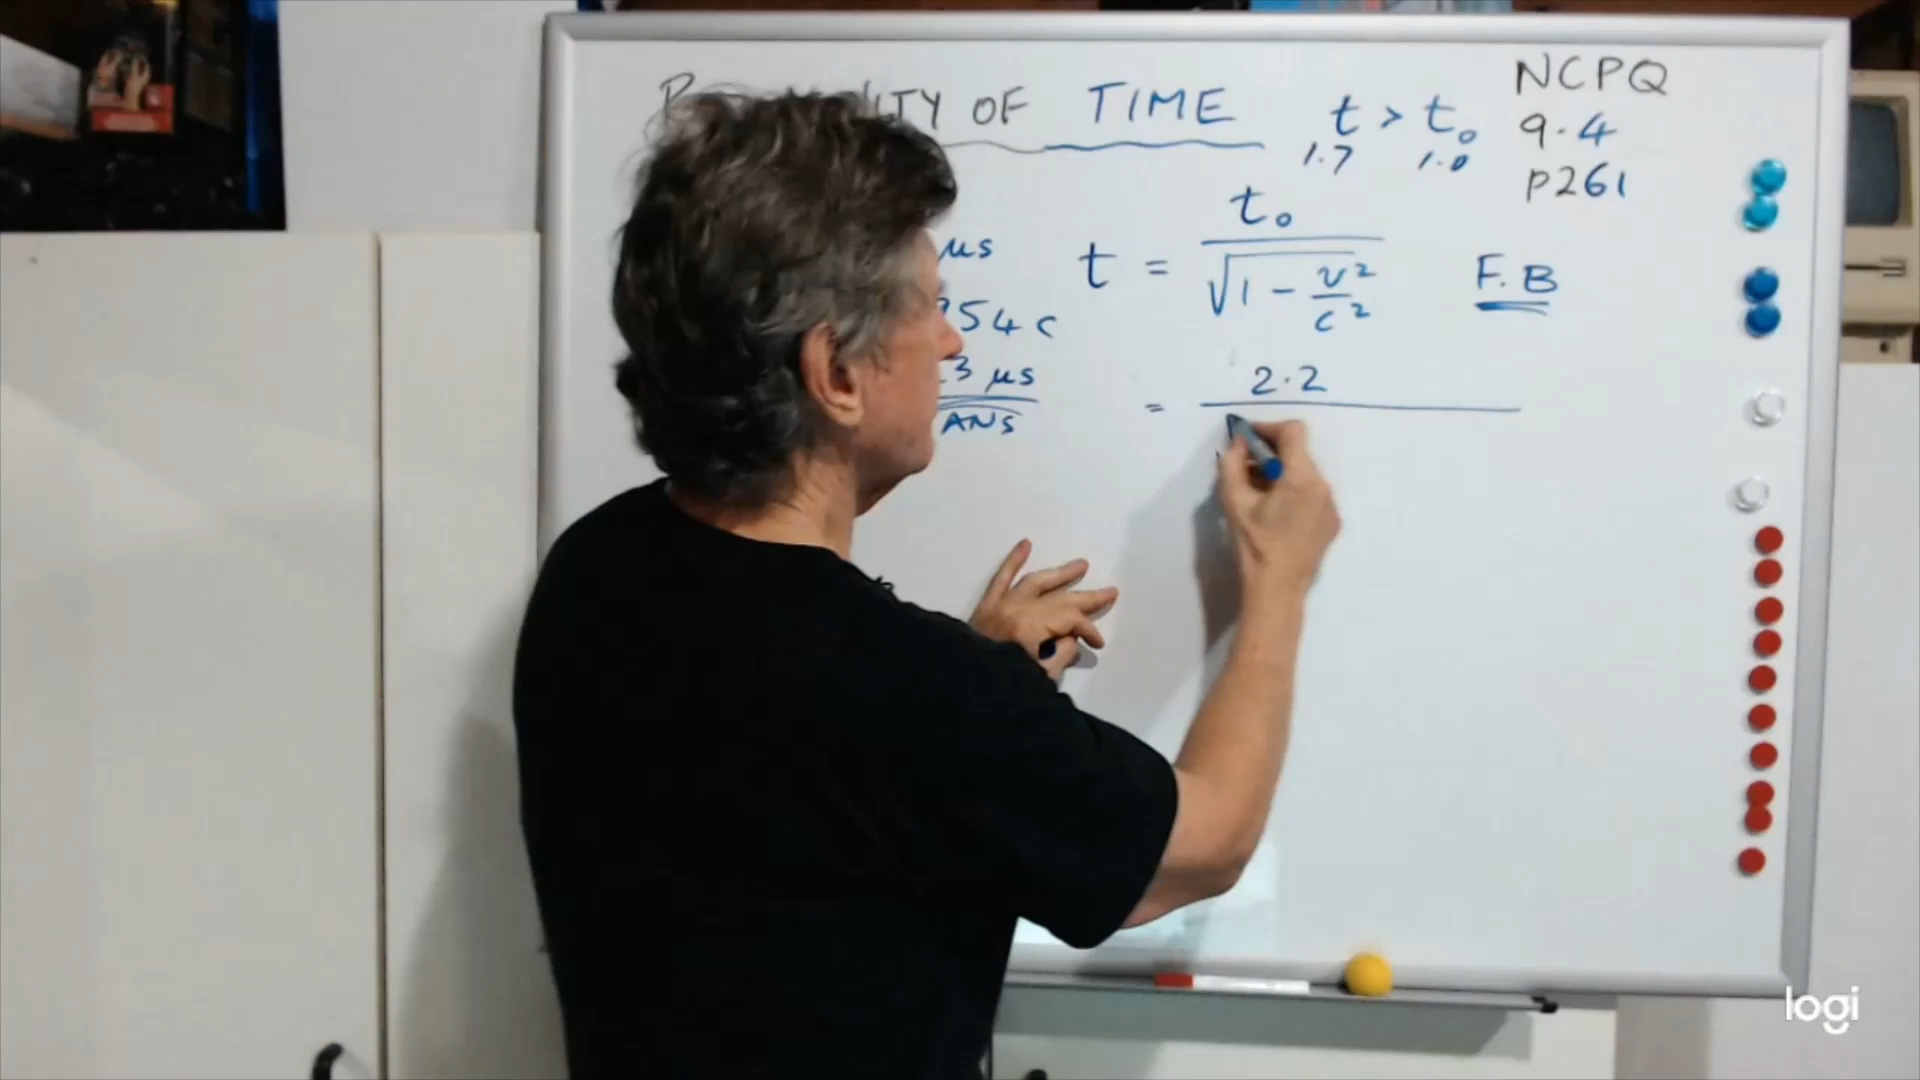 OF TIME
t > t₀
1.7 1.0
NCPQ
9.4
p261
μs
54 c
3 μs
ANS
t = t₀ / √1 - v²/c²
F.B
= 2.2
logi